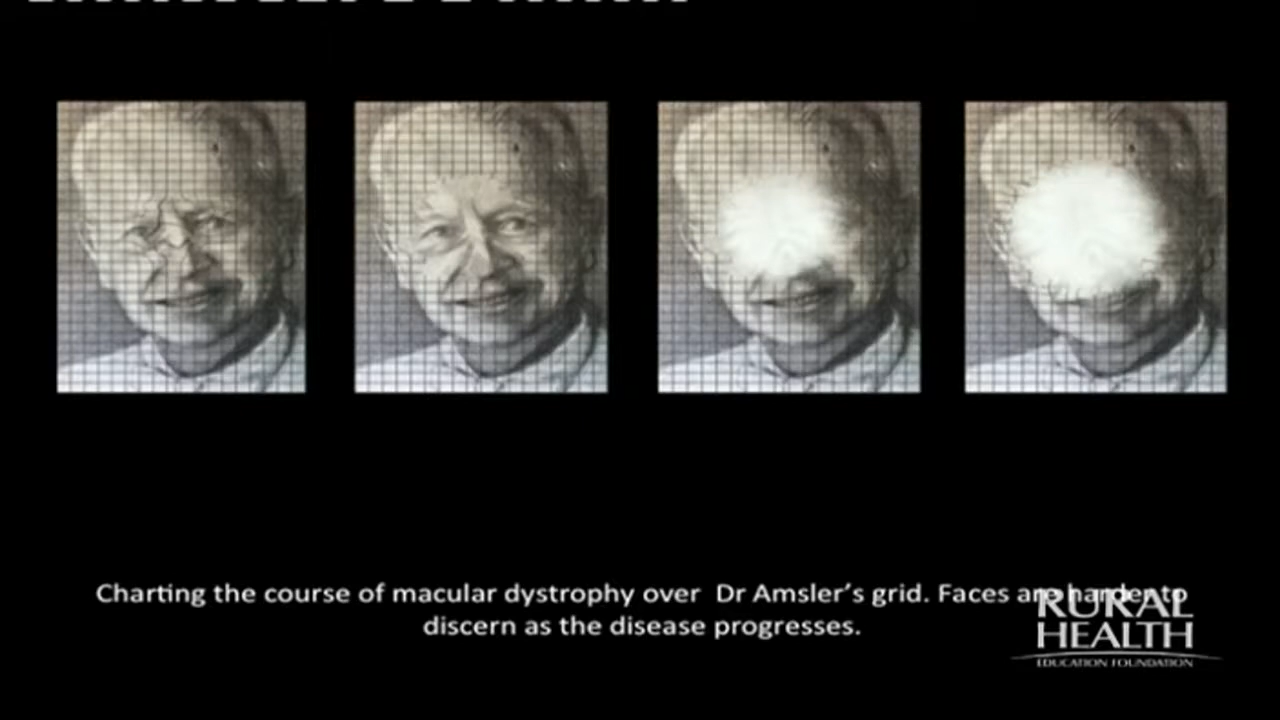 Charting the course of macular dystrophy over Dr Amsler's grid. Faces are harder to
discern as the disease progresses.
RURAL
HEALTH
EDUCATION FOUNDATION